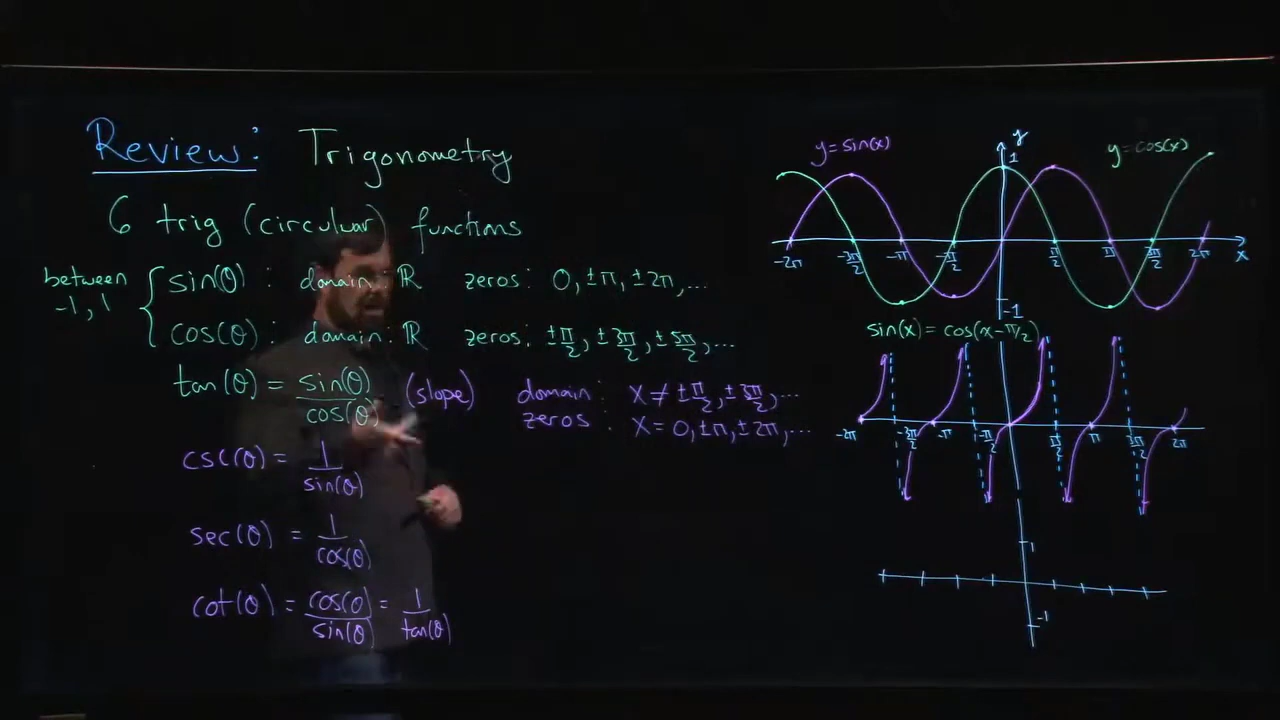 Review: Trigonometry
6 trig (circular) functions
between
-1, 1
sin(θ) : domain: ℝ zeros: 0, ±π, ±2π, ...
cos(θ) : domain: ℝ zeros: ±π/2, ±3π/2, ±5π/2, ...
tan(θ) = sin(θ)/cos(θ) (slope) domain: x ≠ ±π/2, ±3π/2, ...
zeros: x = 0, ±π, ±2π, ...
csc(θ) = 1/sin(θ)
sec(θ) = 1/cos(θ)
cot(θ) = cos(θ)/sin(θ) = 1/tan(θ)
y=sin(x)
y
1
y=cos(x)
-2π -3π/2 -π -π/2 π/2 π 3π/2 2π x
-1
sin(x) = cos(x-π/2)
-2π -3π/2 -π -π/2 π/2 π 3π/2 2π
1
-1